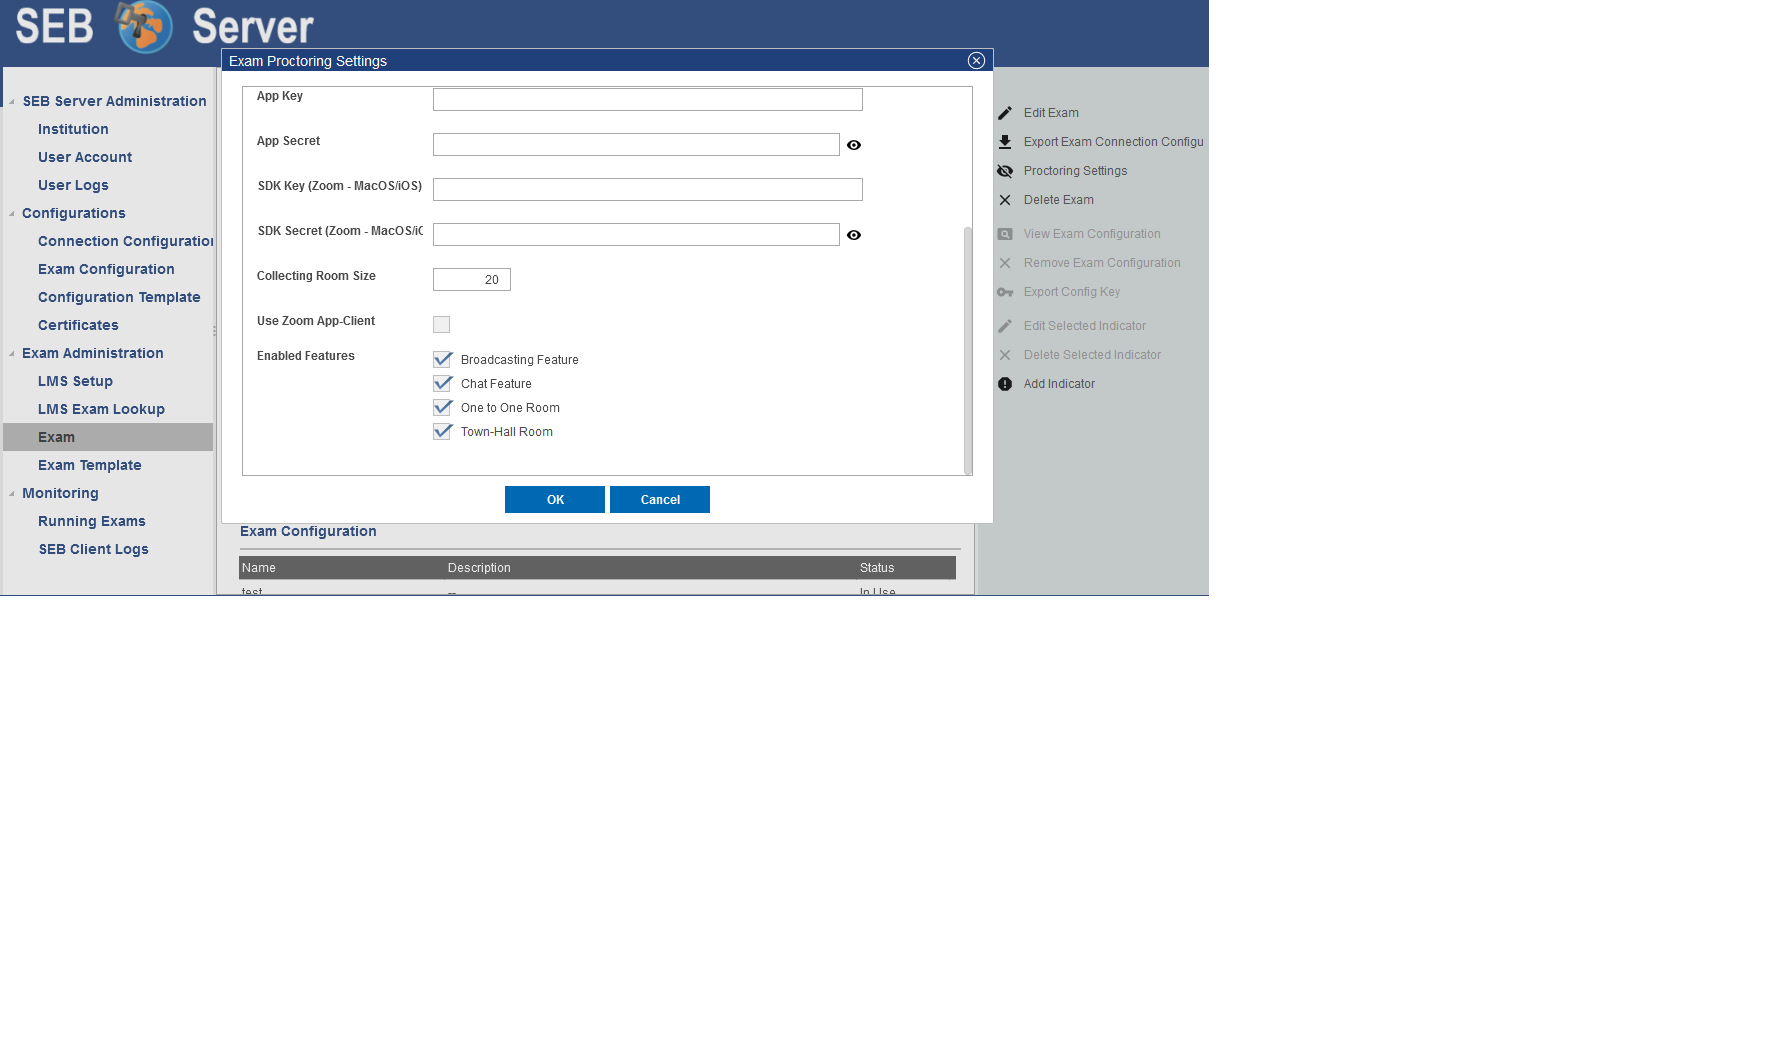 SEB Server
Exam Proctoring Settings
SEB Server Administration
Institution
User Account
User Logs
Configurations
Connection Configuration
Exam Configuration
Configuration Template
Certificates
Exam Administration
LMS Setup
LMS Exam Lookup
Exam
Exam Template
Monitoring
Running Exams
SEB Client Logs
App Key
App Secret
SDK Key (Zoom - MacOS/iOS)
SDK Secret (Zoom - MacOS/iO
Collecting Room Size 20
Use Zoom App-Client
Enabled Features
Broadcasting Feature
Chat Feature
One to One Room
Town-Hall Room
OK Cancel
Exam Configuration
Name Description Status
test -- In Use
Edit Exam
Export Exam Connection Configu
Proctoring Settings
Delete Exam
View Exam Configuration
Remove Exam Configuration
Export Config Key
Edit Selected Indicator
Delete Selected Indicator
Add Indicator